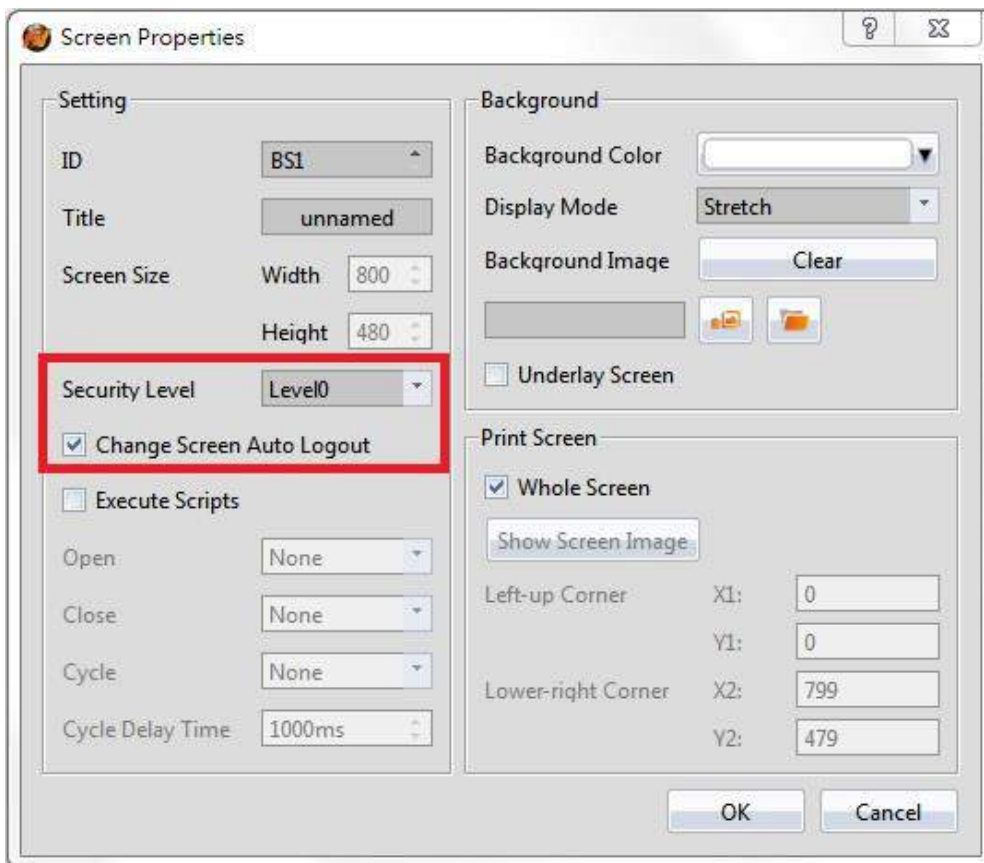 Screen Properties
Setting
ID BS1
Title unnamed
Screen Size Width 800
Height 480
Security Level Level0
Change Screen Auto Logout
Execute Scripts
Open None
Close None
Cycle None
Cycle Delay Time 1000ms
Background
Background Color
Display Mode Stretch
Background Image Clear
Underlay Screen
Print Screen
Whole Screen
Show Screen Image
Left-up Corner X1: 0
Y1: 0
Lower-right Corner X2: 799
Y2: 479
OK Cancel